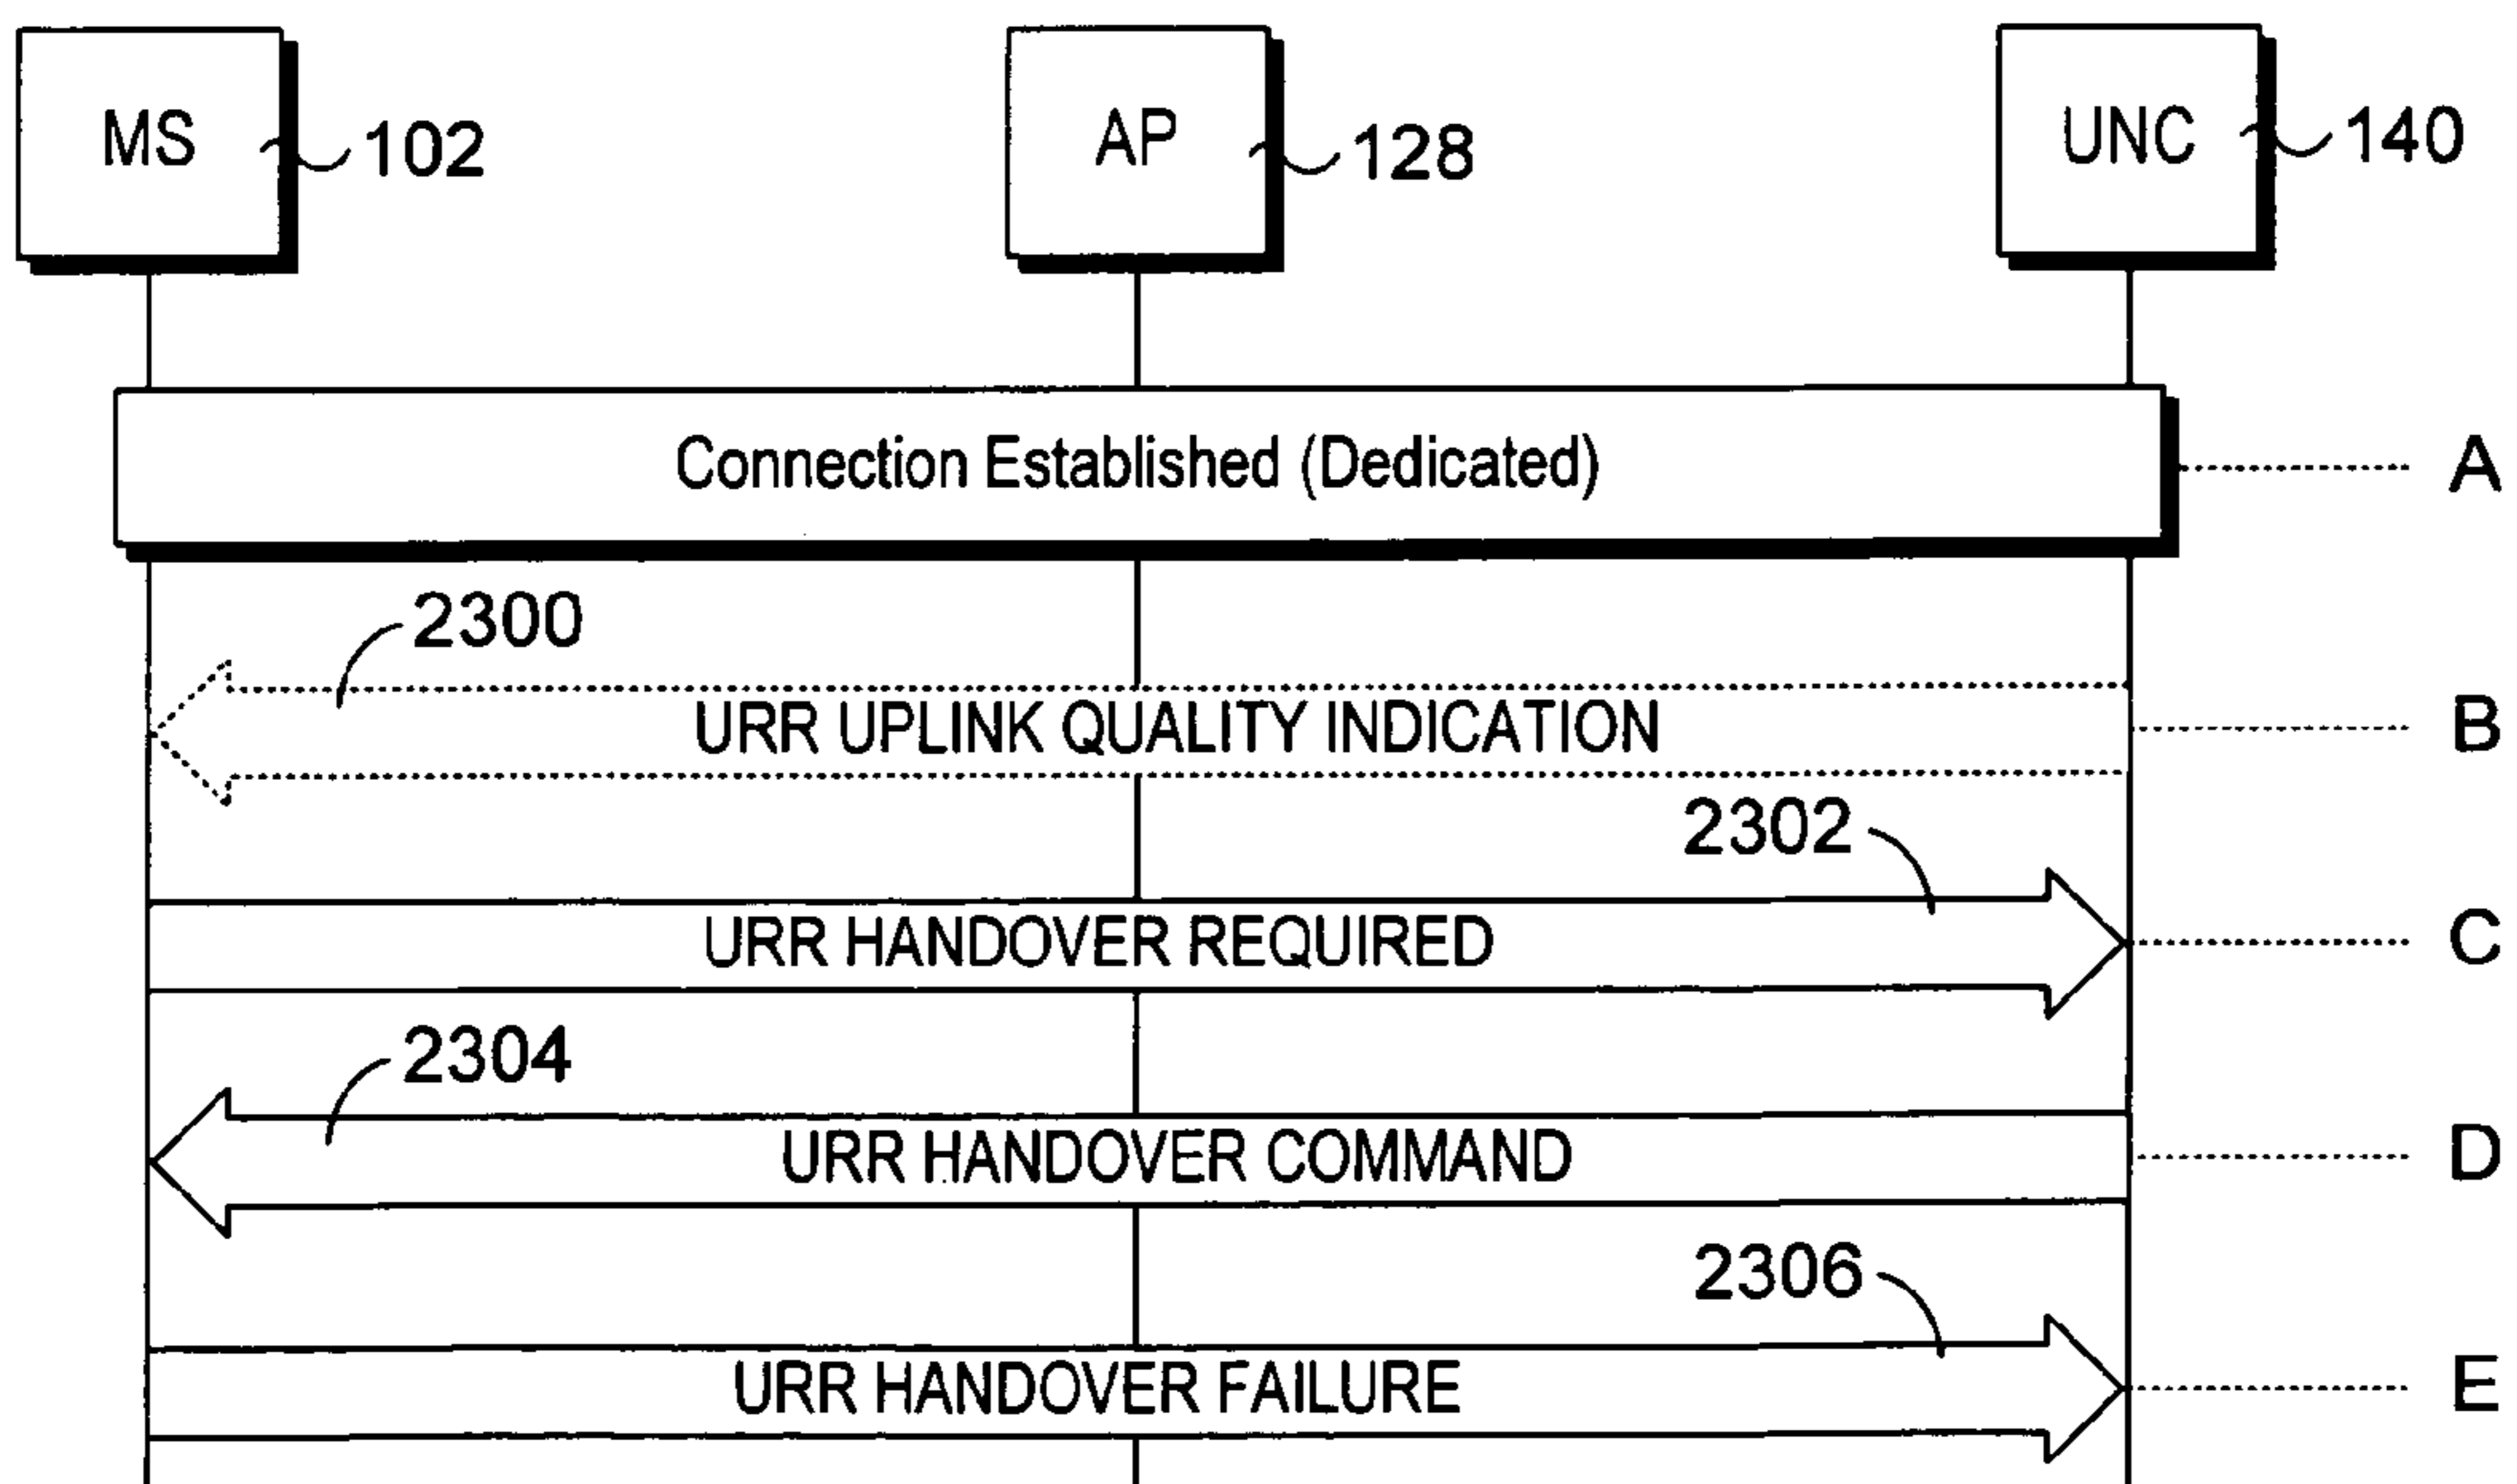 MS
102
AP
128
UNC
140
Connection Established (Dedicated)
A
2300
URR UPLINK QUALITY INDICATION
B
2302
URR HANDOVER REQUIRED
C
2304
URR HANDOVER COMMAND
D
2306
URR HANDOVER FAILURE
E